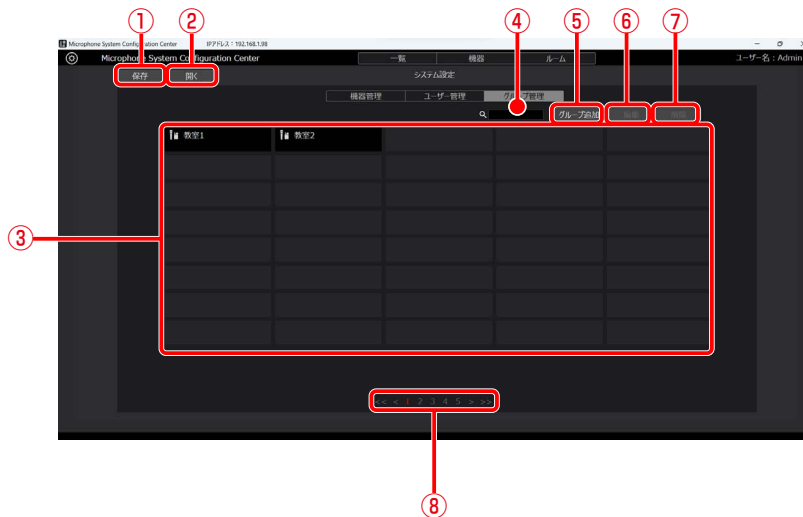 ① ② ④ ⑤ ⑥ ⑦
Microphone System Configuration Center IPアドレス:192.168.1.98
Microphone System Configuration Center 一覧 機器 ルーム ユーザー名:Admin
保存 開く システム設定
機器管理 ユーザー管理 グループ管理
グループ追加 編集 削除
教室1 教室2
③
<< < 1 2 3 4 5 > >>
⑧